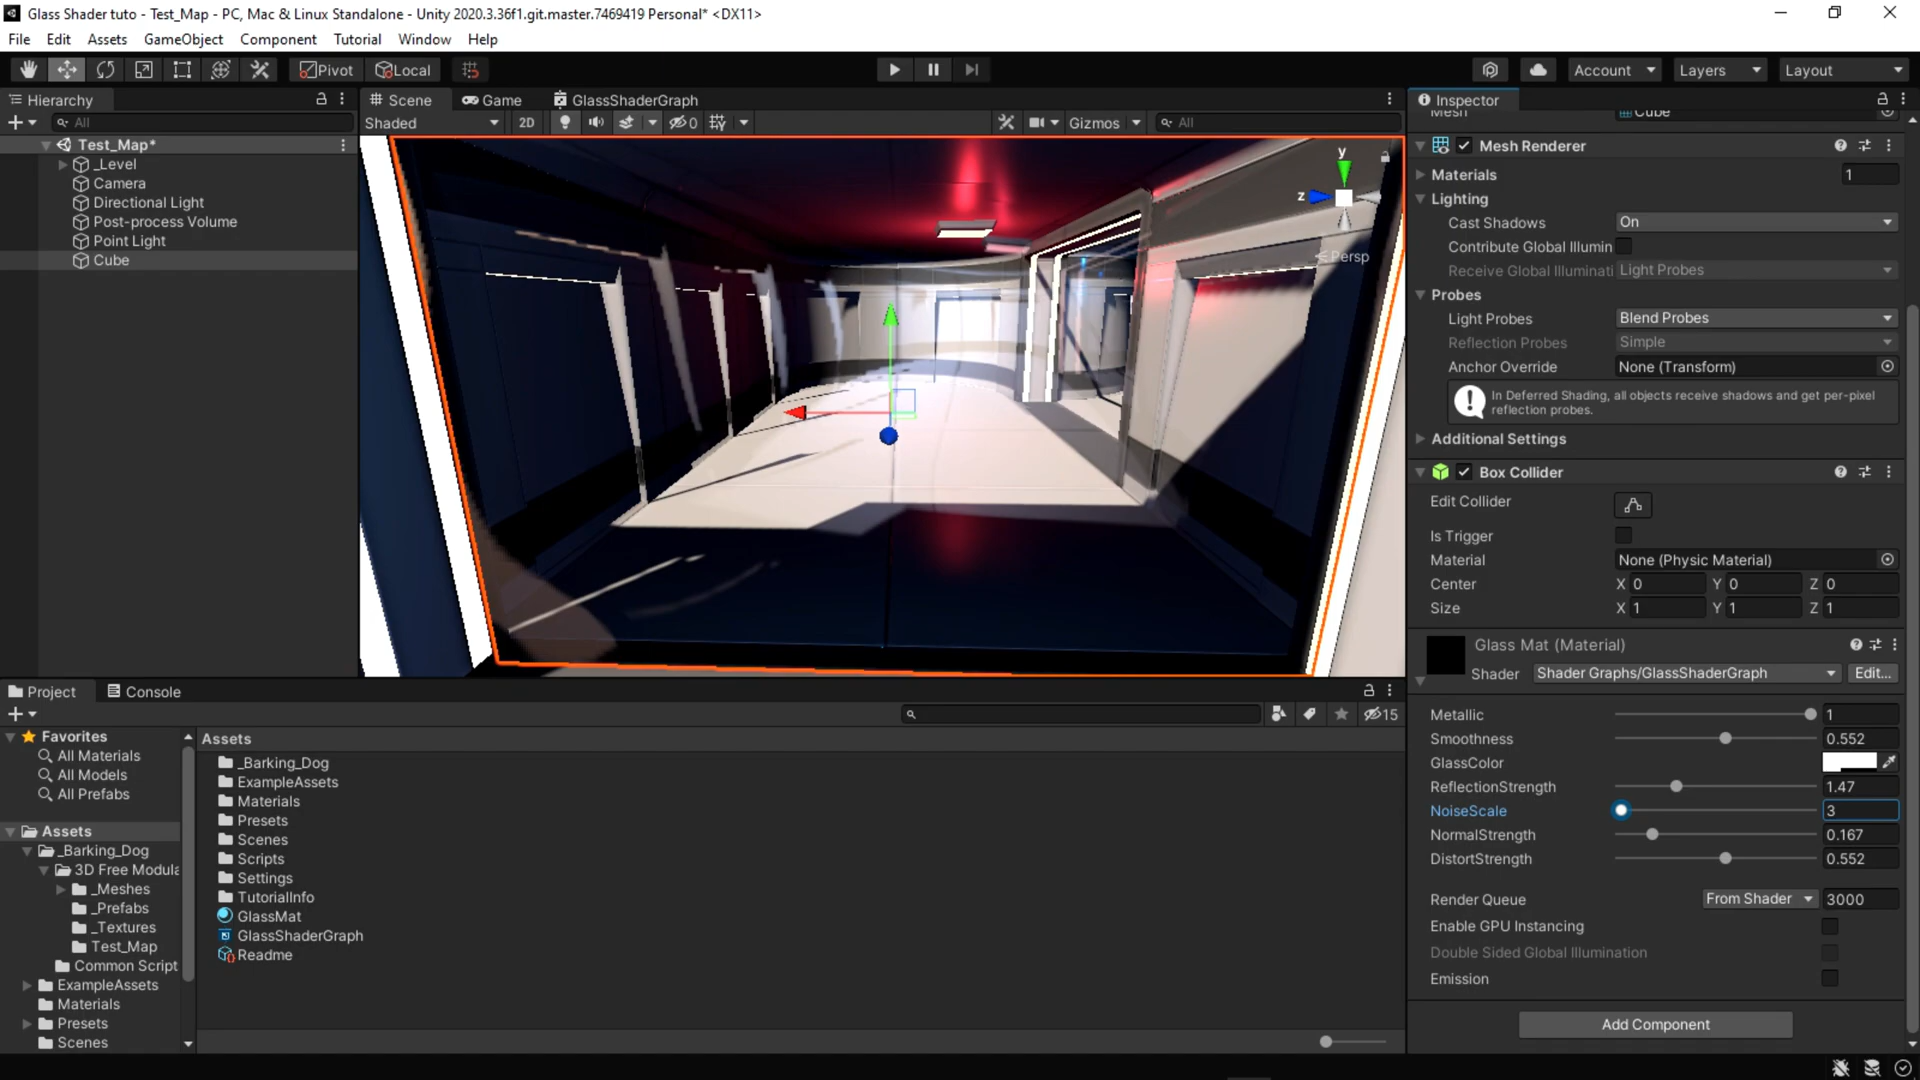 Glass Shader tuto - Test_Map - PC, Mac & Linux Standalone - Unity 2020.3.36f1.git.master.7469419 Personal* <DX11>
File Edit Assets GameObject Component Tutorial Window Help
Pivot Local Account Layers Layout
Hierarchy
All
Test_Map*
_Level
Camera
Directional Light
Post-process Volume
Point Light
Cube
Scene Game GlassShaderGraph
Shaded 2D 0 Gizmos All
y
z
Persp
Inspector
Mesh Cube
Mesh Renderer
Materials 1
Lighting
Cast Shadows On
Contribute Global Illumin
Receive Global Illuminati Light Probes
Probes
Light Probes Blend Probes
Reflection Probes Simple
Anchor Override None (Transform)
In Deferred Shading, all objects receive shadows and get per-pixel
reflection probes.
Additional Settings
Box Collider
Edit Collider
Is Trigger
Material None (Physic Material)
Center X 0 Y 0 Z 0
Size X 1 Y 1 Z 1
Glass Mat (Material)
Shader Shader Graphs/GlassShaderGraph Edit...
Metallic 1
Smoothness 0.552
GlassColor
ReflectionStrength 1.47
NoiseScale 3
NormalStrength 0.167
DistortStrength 0.552
Render Queue From Shader 3000
Enable GPU Instancing
Double Sided Global Illumination
Emission
Add Component
Project Console
15
Favorites
All Materials
All Models
All Prefabs
Assets
_Barking_Dog
3D Free Modula
_Meshes
_Prefabs
_Textures
Test_Map
Common Script
ExampleAssets
Materials
Presets
Scenes
Assets
_Barking_Dog
ExampleAssets
Materials
Presets
Scenes
Scripts
Settings
TutorialInfo
GlassMat
GlassShaderGraph
Readme